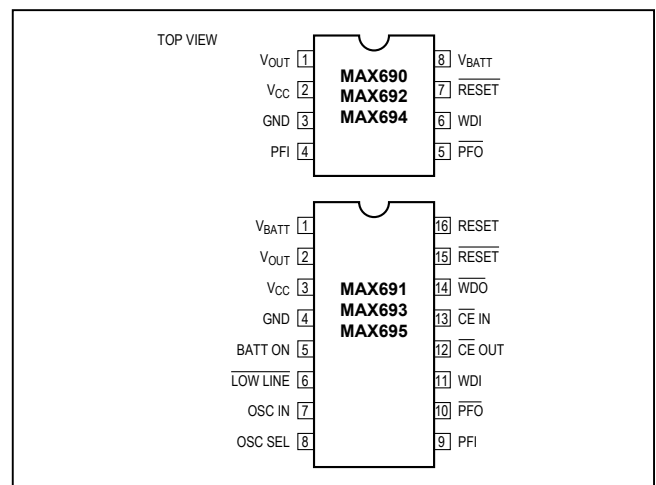 TOP VIEW
VOUT 1
VCC 2
GND 3
PFI 4
MAX690
MAX692
MAX694
8 VBATT
7 RESET
6 WDI
5 PFO
VBATT 1
VOUT 2
VCC 3
GND 4
BATT ON 5
LOW LINE 6
OSC IN 7
OSC SEL 8
MAX691
MAX693
MAX695
16 RESET
15 RESET
14 WDO
13 CE IN
12 CE OUT
11 WDI
10 PFO
9 PFI